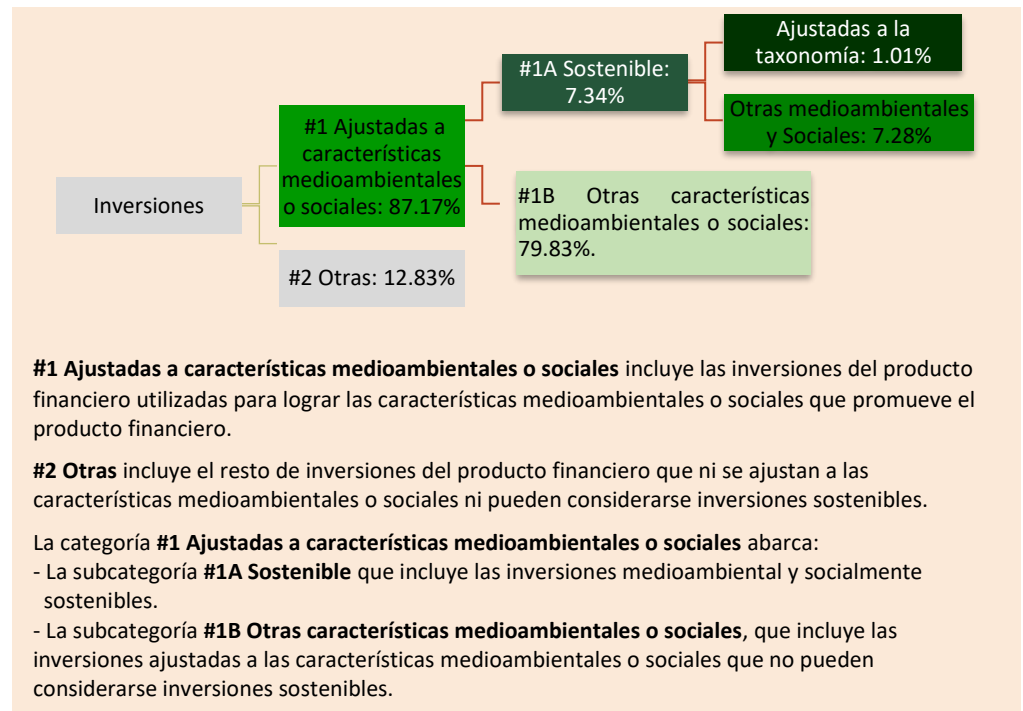 Ajustadas a la
taxonomía: 1.01%
#1A Sostenible:
7.34%
Otras medioambientales
y Sociales: 7.28%
#1 Ajustadas a
características
medioambientales
o sociales: 87.17%
Inversiones
#1B Otras características
medioambientales o sociales:
79.83%.
#2 Otras: 12.83%
#1 Ajustadas a características medioambientales o sociales incluye las inversiones del producto
financiero utilizadas para lograr las características medioambientales o sociales que promueve el
producto financiero.
#2 Otras incluye el resto de inversiones del producto financiero que ni se ajustan a las
características medioambientales o sociales ni pueden considerarse inversiones sostenibles.
La categoría #1 Ajustadas a características medioambientales o sociales abarca:
- La subcategoría #1A Sostenible que incluye las inversiones medioambiental y socialmente
sostenibles.
- La subcategoría #1B Otras características medioambientales o sociales, que incluye las
inversiones ajustadas a las características medioambientales o sociales que no pueden
considerarse inversiones sostenibles.